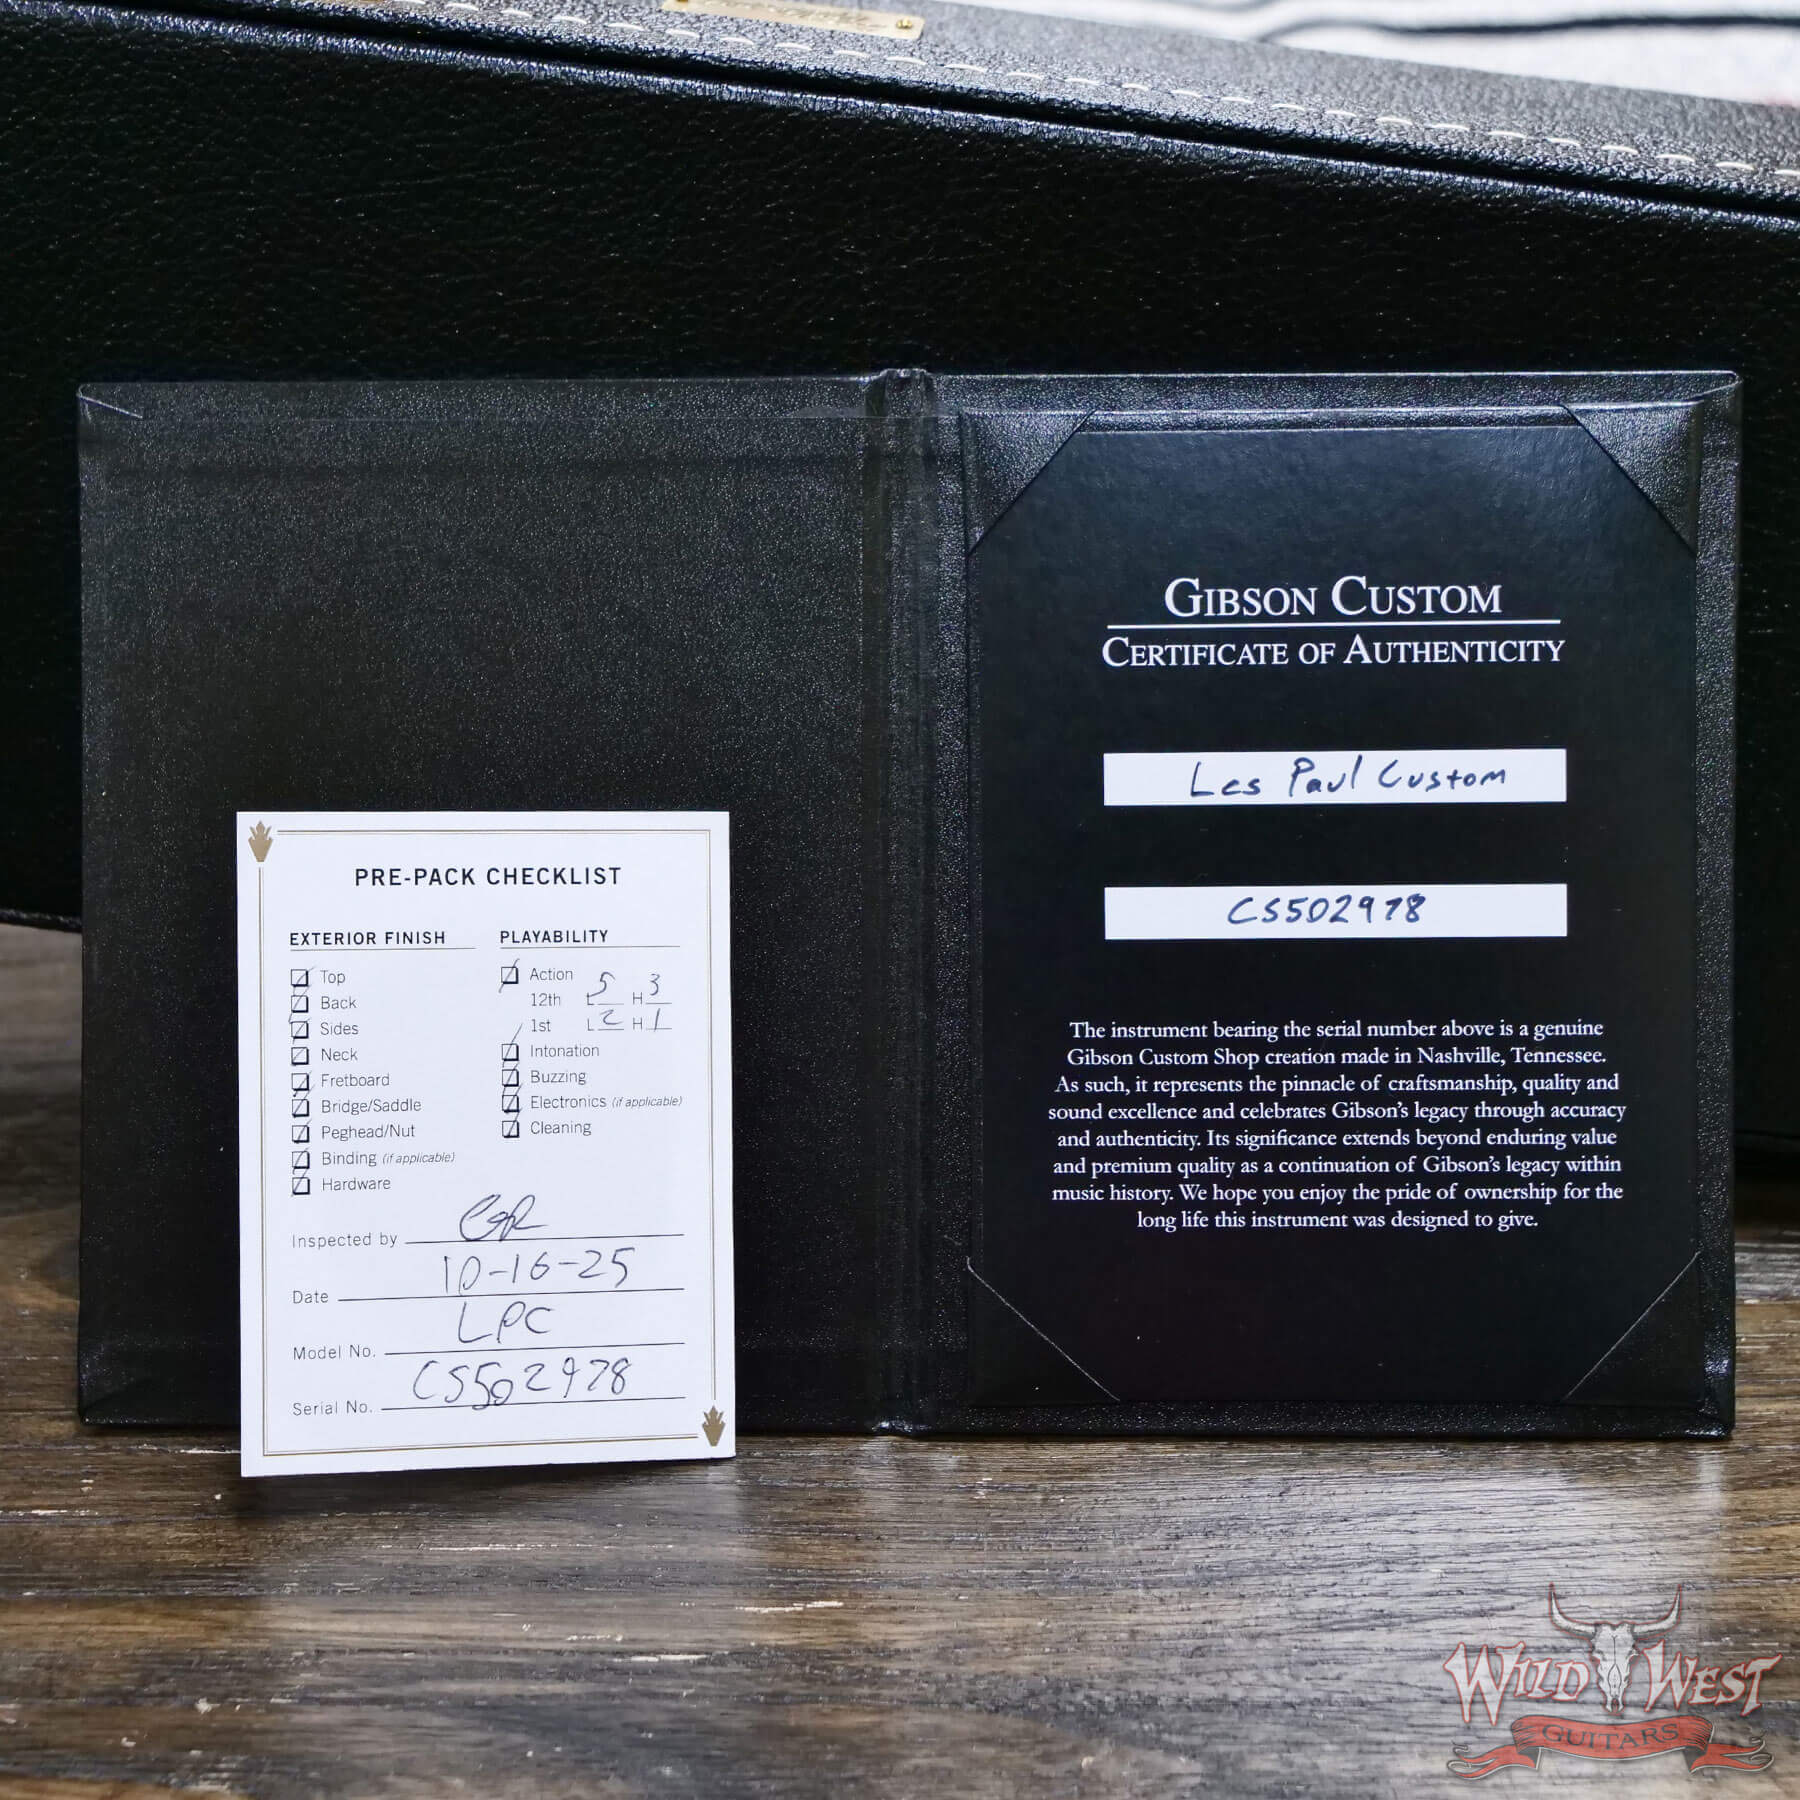 PRE-PACK CHECKLIST
EXTERIOR FINISH
Top
Back
Sides
Neck
Fretboard
Bridge/Saddle
Peghead/Nut
Binding (if applicable)
Hardware
PLAYABILITY
Action
12th L 5 H 3
1st L 2 H 1
Intonation
Buzzing
Electronics (if applicable)
Cleaning
Inspected by
Date 10-16-25
Model No. LPC
Serial No. CS502978
GIBSON CUSTOM
CERTIFICATE OF AUTHENTICITY
Les Paul Custom
CS502978
The instrument bearing the serial number above is a genuine
Gibson Custom Shop creation made in Nashville, Tennessee.
As such, it represents the pinnacle of craftsmanship, quality and
sound excellence and celebrates Gibson's legacy through accuracy
and authenticity. Its significance extends beyond enduring value
and premium quality as a continuation of Gibson's legacy within
music history. We hope you enjoy the pride of ownership for the
long life this instrument was designed to give.
WILD WEST
GUITARS